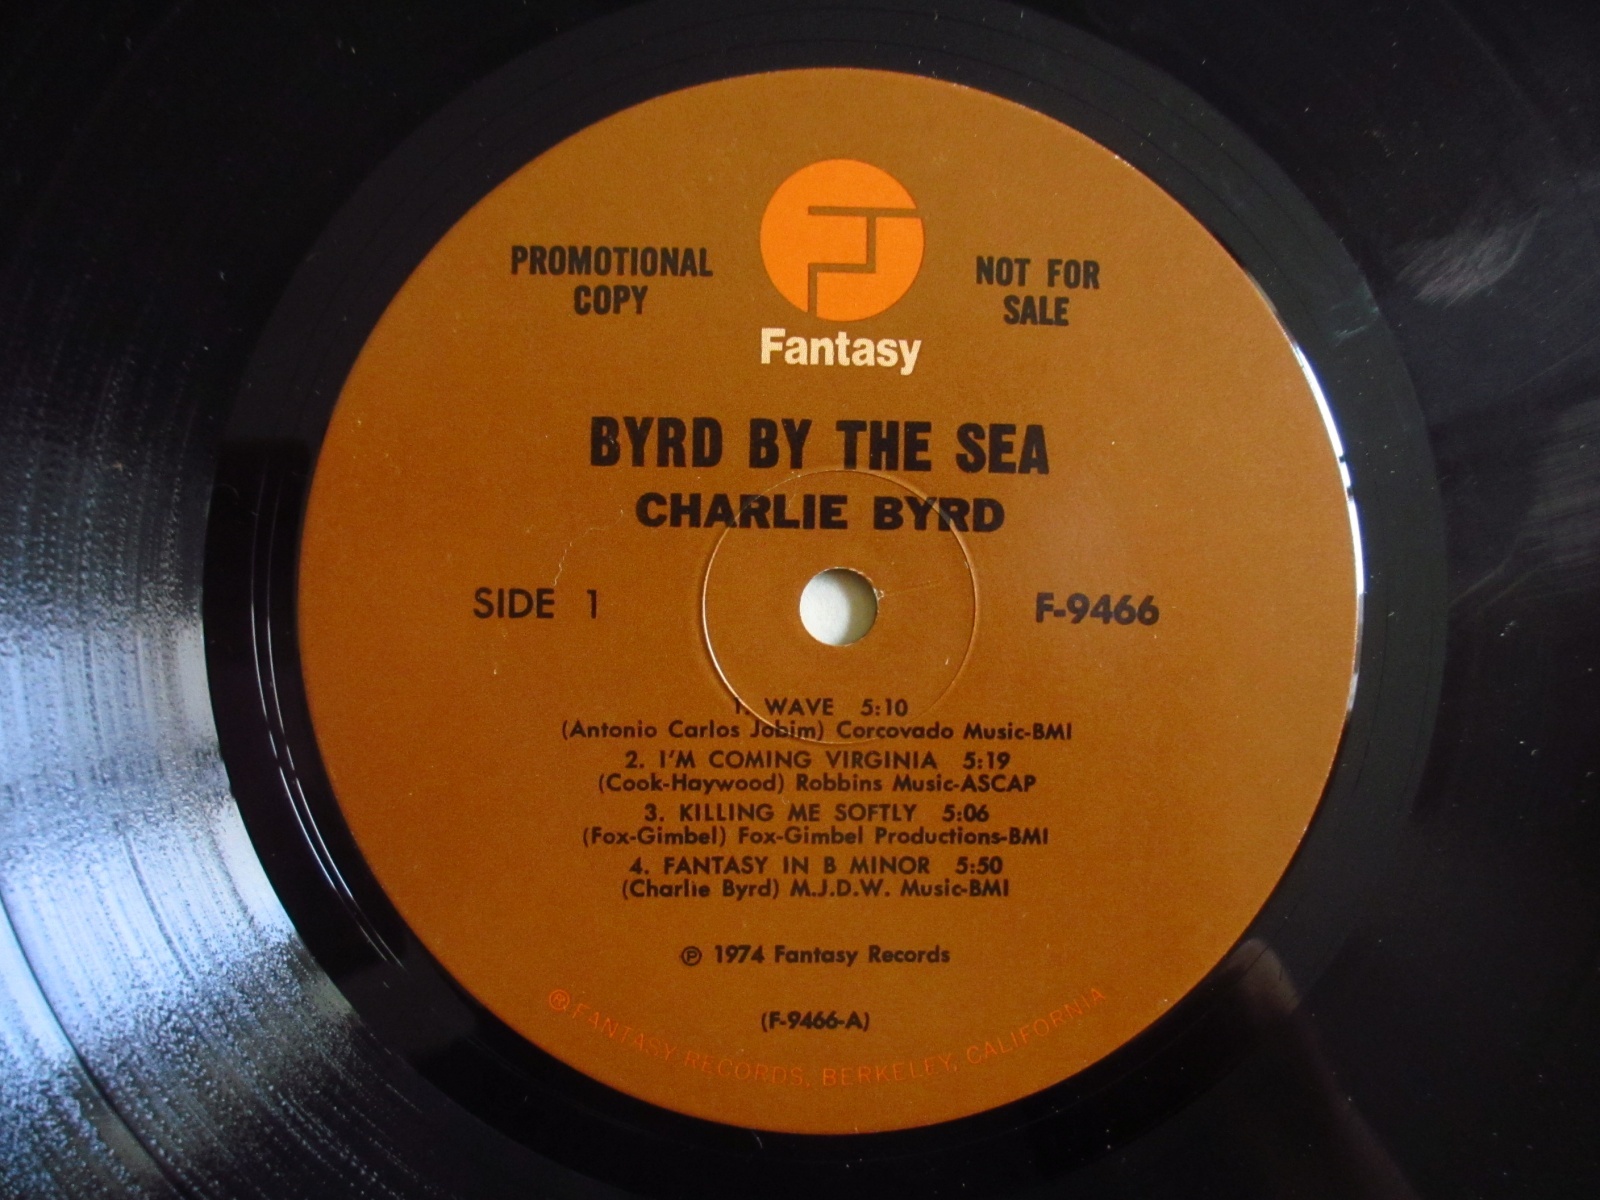 PROMOTIONAL
COPY
NOT FOR
SALE
Fantasy
BYRD BY THE SEA
CHARLIE BYRD
SIDE 1
F-9466
1. WAVE 5:10
(Antonio Carlos Jobim) Corcovado Music-BMI
2. I'M COMING VIRGINIA 5:19
(Cook-Haywood) Robbins Music-ASCAP
3. KILLING ME SOFTLY 5:06
(Fox-Gimbel) Fox-Gimbel Productions-BMI
4. FANTASY IN B MINOR 5:50
(Charlie Byrd) M.J.D.W. Music-BMI
℗ 1974 Fantasy Records
(F-9466-A)
® FANTASY RECORDS, BERKELEY, CALIFORNIA